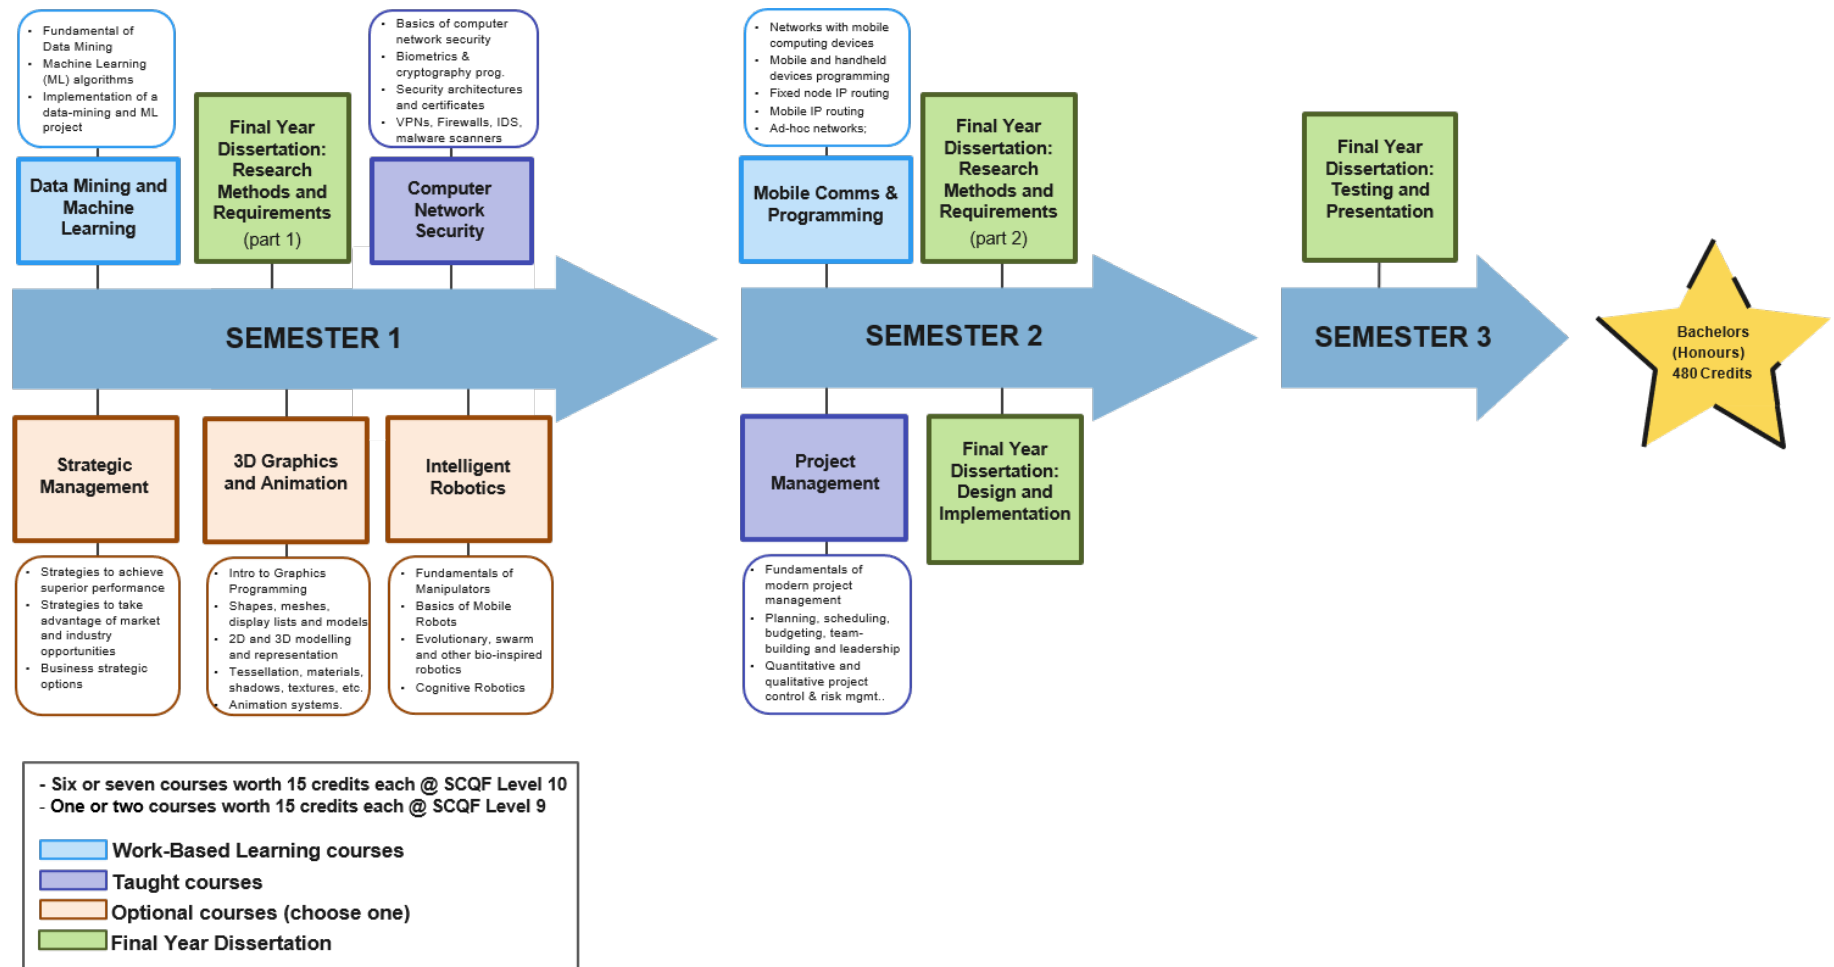 • Fundamental of
Data Mining
• Machine Learning
(ML) algorithms
• Implementation of a
data-mining and ML
project
Data Mining and
Machine
Learning
Final Year
Dissertation:
Research
Methods and
Requirements
(part 1)
• Basics of computer
network security
• Biometrics &
cryptography prog.
• Security architectures
and certificates
• VPNs, Firewalls, IDS,
malware scanners
Computer
Network
Security
SEMESTER 1
Strategic
Management
• Strategies to achieve
superior performance
• Strategies to take
advantage of market
and industry
opportunities
• Business strategic
options
3D Graphics
and Animation
• Intro to Graphics
Programming
• Shapes, meshes,
display lists and models
• 2D and 3D modelling
and representation
• Tessellation, materials,
shadows, textures, etc.
• Animation systems.
Intelligent
Robotics
• Fundamentals of
Manipulators
• Basics of Mobile
Robots
• Evolutionary, swarm
and other bio-inspired
robotics
• Cognitive Robotics
• Networks with mobile
computing devices
• Mobile and handheld
devices programming
• Fixed node IP routing
• Mobile IP routing
• Ad-hoc networks;
Mobile Comms &
Programming
Final Year
Dissertation:
Research
Methods and
Requirements
(part 2)
SEMESTER 2
Project
Management
• Fundamentals of
modern project
management
• Planning, scheduling,
budgeting, team-
building and leadership
• Quantitative and
qualitative project
control & risk mgmt..
Final Year
Dissertation:
Design and
Implementation
Final Year
Dissertation:
Testing and
Presentation
SEMESTER 3
Bachelors
(Honours)
480 Credits
- Six or seven courses worth 15 credits each @ SCQF Level 10
- One or two courses worth 15 credits each @ SCQF Level 9
Work-Based Learning courses
Taught courses
Optional courses (choose one)
Final Year Dissertation